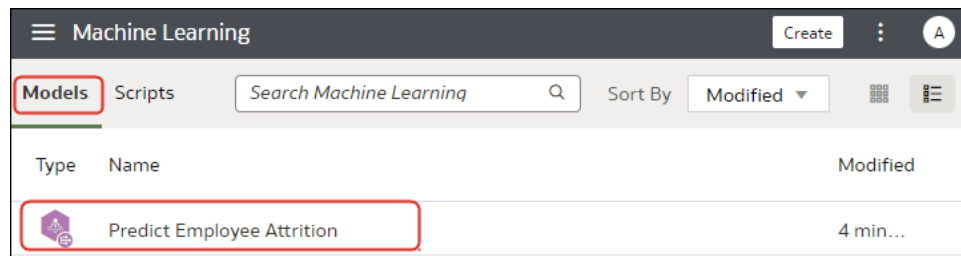 Machine Learning Create A
Models Scripts Search Machine Learning Sort By Modified
Type Name Modified
Predict Employee Attrition 4 min...